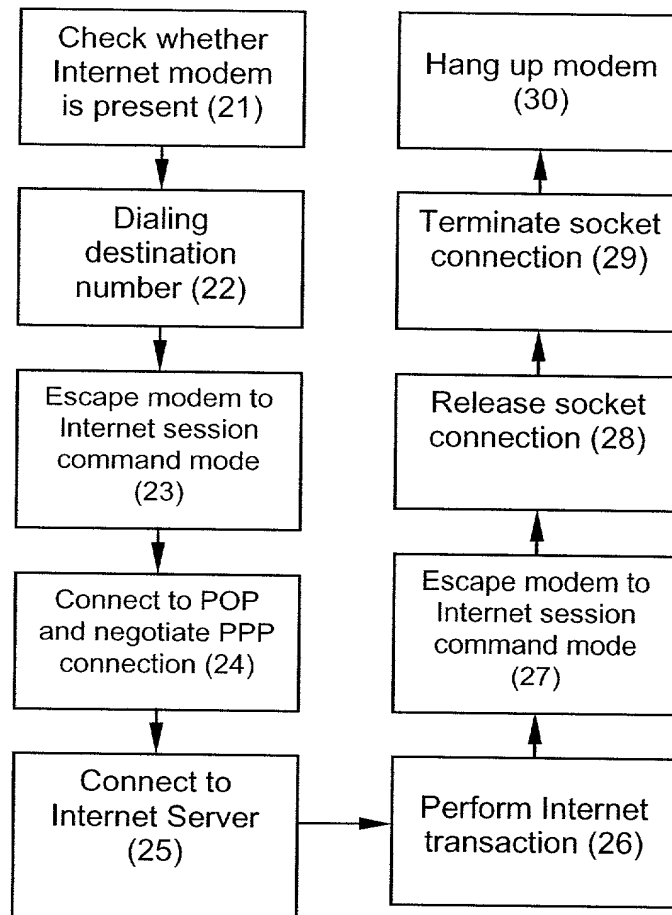 Check whether
Internet modem
is present (21)
Dialing
destination
number (22)
Escape modem to
Internet session
command mode
(23)
Connect to POP
and negotiate PPP
connection (24)
Connect to
Internet Server
(25)
Perform Internet
transaction (26)
Escape modem to
Internet session
command mode
(27)
Release socket
connection (28)
Terminate socket
connection (29)
Hang up modem
(30)